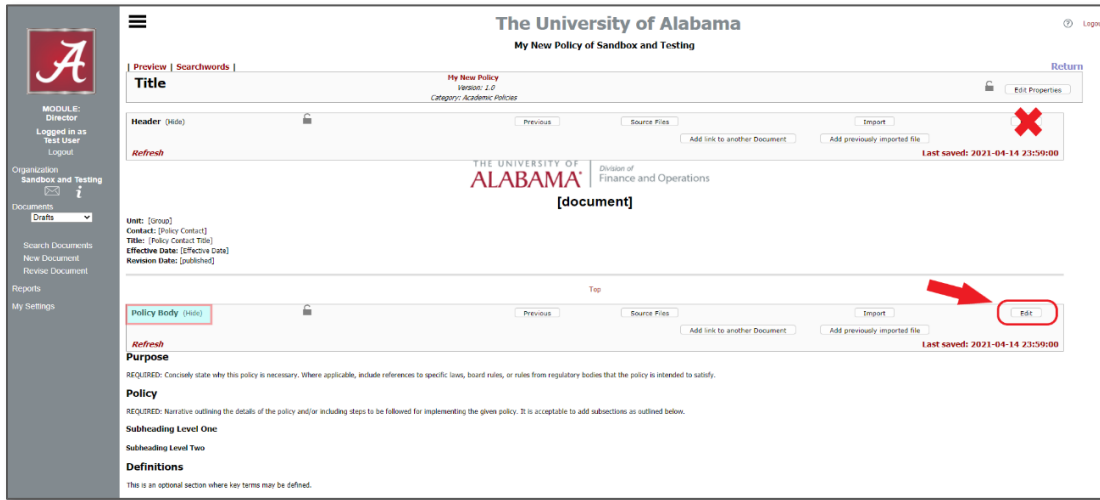 The University of Alabama
Logou
My New Policy of Sandbox and Testing
| Preview | Searchwords |
Return
Title
My New Policy
Version: 1.0
Category: Academic Policies
Edit Properties
A
MODULE:
Director
Logged in as
Test User
Logout
Organization
Sandbox and Testing
i
Documents
Drafts
Search Documents
New Document
Revise Document
Reports
My Settings
Header (Hide)
Previous
Source Files
Import
Add link to another Document
Add previously imported file
Refresh
Last saved: 2021-04-14 23:59:00
THE UNIVERSITY OF
ALABAMA
Division of
Finance and Operations
[document]
Unit: [Group]
Contact: [Policy Contact]
Title: [Policy Contact Title]
Effective Date: [Effective Date]
Revision Date: [published]
Top
Policy Body (Hide)
Previous
Source Files
Import
Edit
Add link to another Document
Add previously imported file
Refresh
Last saved: 2021-04-14 23:59:00
Purpose
REQUIRED: Concisely state why this policy is necessary. Where applicable, include references to specific laws, board rules, or rules from regulatory bodies that the policy is intended to satisfy.
Policy
REQUIRED: Narrative outlining the details of the policy and/or including steps to be followed for implementing the given policy. It is acceptable to add subsections as outlined below.
Subheading Level One
Subheading Level Two
Definitions
This is an optional section where key terms may be defined.